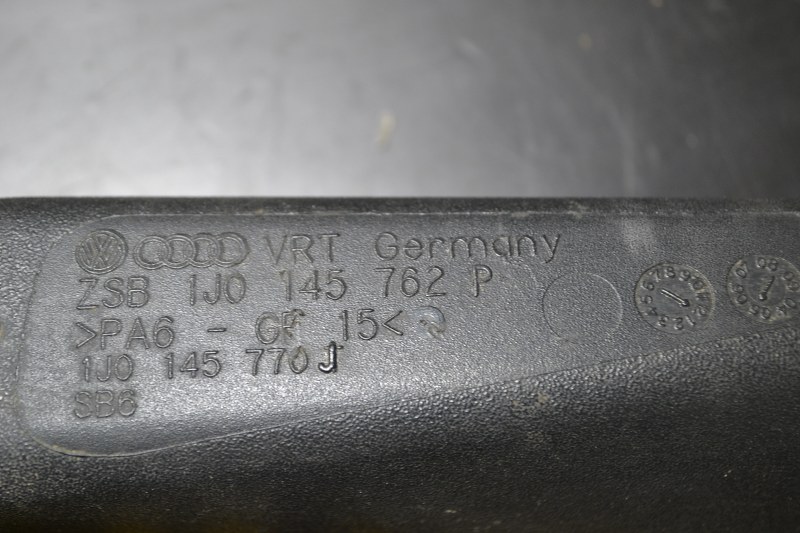 VRT Germany
ZSB 1J0 145 762 P
>PA6 - GF 15<
1J0 145 770 J
SB6